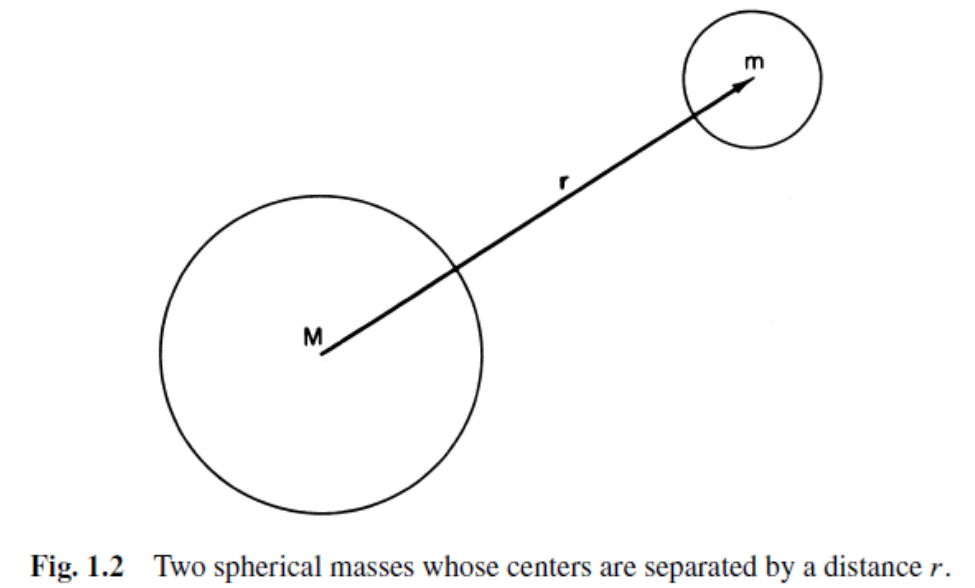 m
r
M
Fig. 1.2 Two spherical masses whose centers are separated by a distance r.